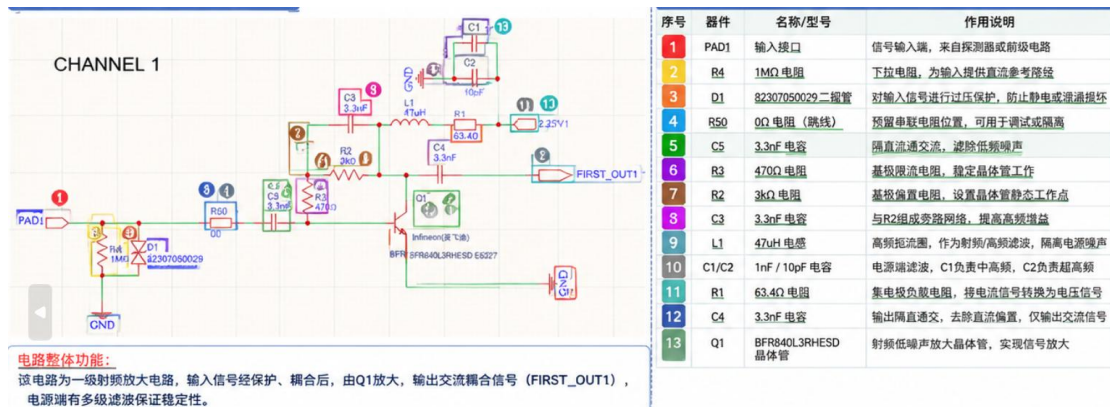 CHANNEL 1
C1
C2
10pF
GND
C3
3.3nF
L1
47uH
R1
63.4Ω
2.25V1
R2
3kΩ
C4
3.3nF
FIRST_OUT1
R3
470Ω
PAD1
R50
0Ω
C5
3.3nF
Q1
Infineon(英飞凌)
BFR840L3RHESD E6327
R4
1MΩ
D1
82307050029
GND
GND
电路整体功能：
该电路为一级射频放大电路，输入信号经保护、耦合后，由Q1放大，输出交流耦合信号（FIRST_OUT1），
电源端有多级滤波保证稳定性。
序号 器件 名称/型号 作用说明
1 PAD1 输入接口 信号输入端，来自探测器或前级电路
2 R4 1MΩ 电阻 下拉电阻，为输入提供直流参考
3 D1 82307050029 二极管 对输入信号进行过压保护，防止静电或浪涌损坏
4 R50 0Ω 电阻（跳线） 预留串联电阻位置，可用于调试或隔离
5 C5 3.3nF 电容 隔直流通交流，滤除低频噪声
6 R3 470Ω 电阻 基极限流电阻，稳定晶体管工作
7 R2 3kΩ 电阻 基极偏置电阻，设置晶体管静态工作点
8 C3 3.3nF 电容 与R2组成旁路网络，提高高频增益
9 L1 47uH 电感 高频扼流圈，作为射频/高频滤波，隔离电源噪声
10 C1/C2 1nF / 10pF 电容 电源端滤波，C1负责中高频，C2负责超高频
11 R1 63.4Ω 电阻 集电极负载电阻，将电流信号转换为电压信号
12 C4 3.3nF 电容 输出隔直通交，去除直流偏置，仅输出交流信号
13 Q1 BFR840L3RHESD
晶体管 射频低噪声放大晶体管，实现信号放大